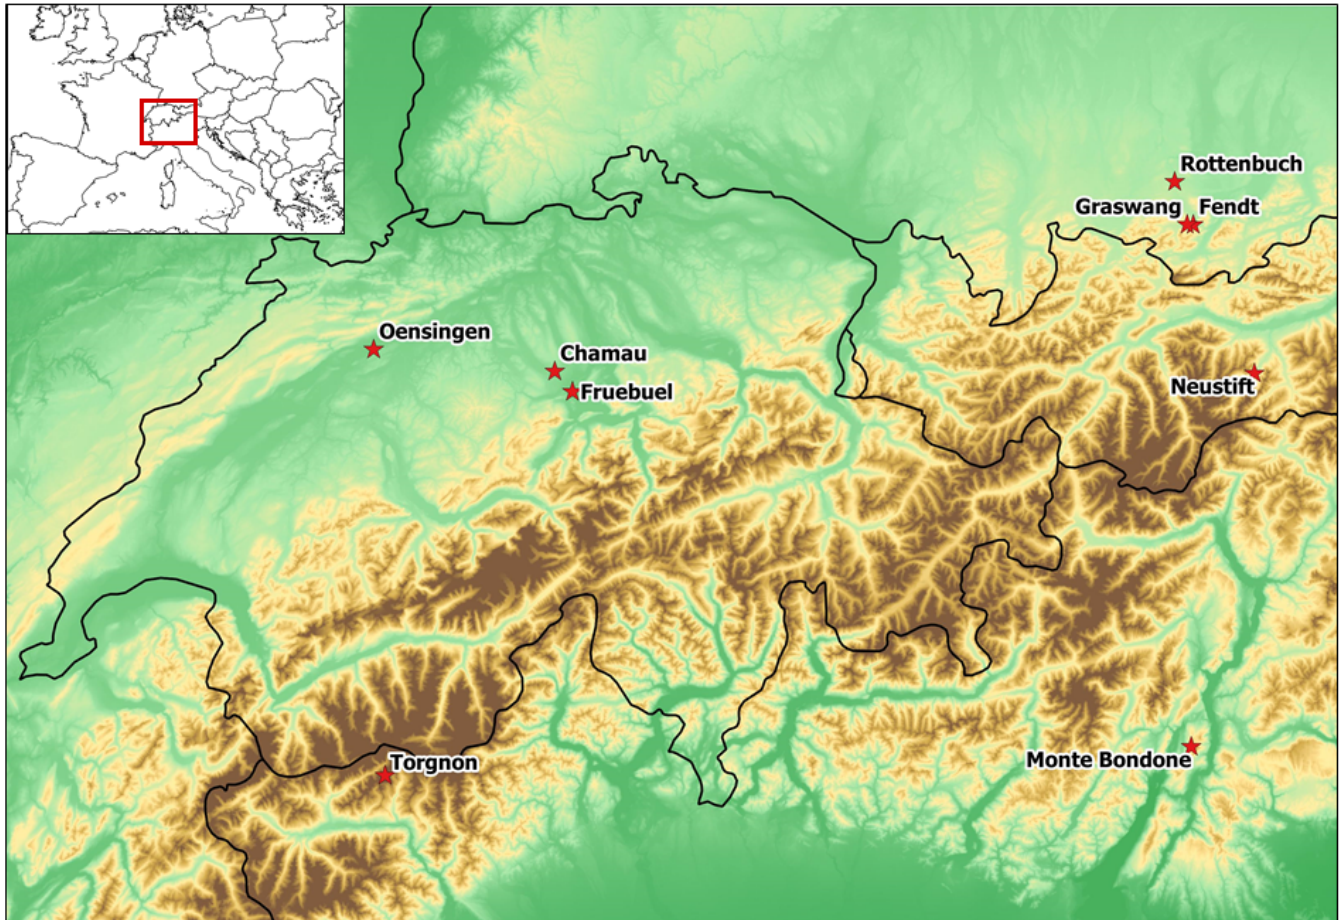 Rottenbuch
Graswang
Fendt
Oensingen
Chamau
Fruebuel
Neustift
Monte Bondone
Torgnon